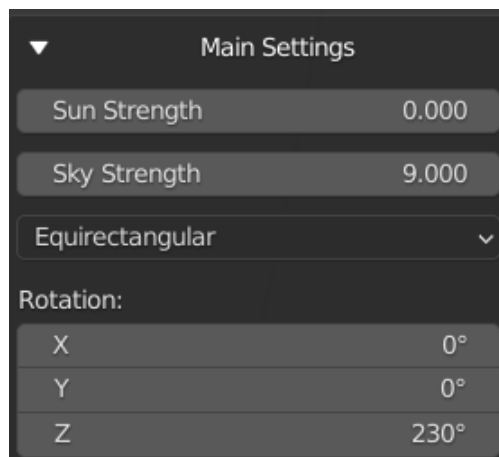 Main Settings
Sun Strength 0.000
Sky Strength 9.000
Equirectangular
Rotation:
X 0°
Y 0°
Z 230°